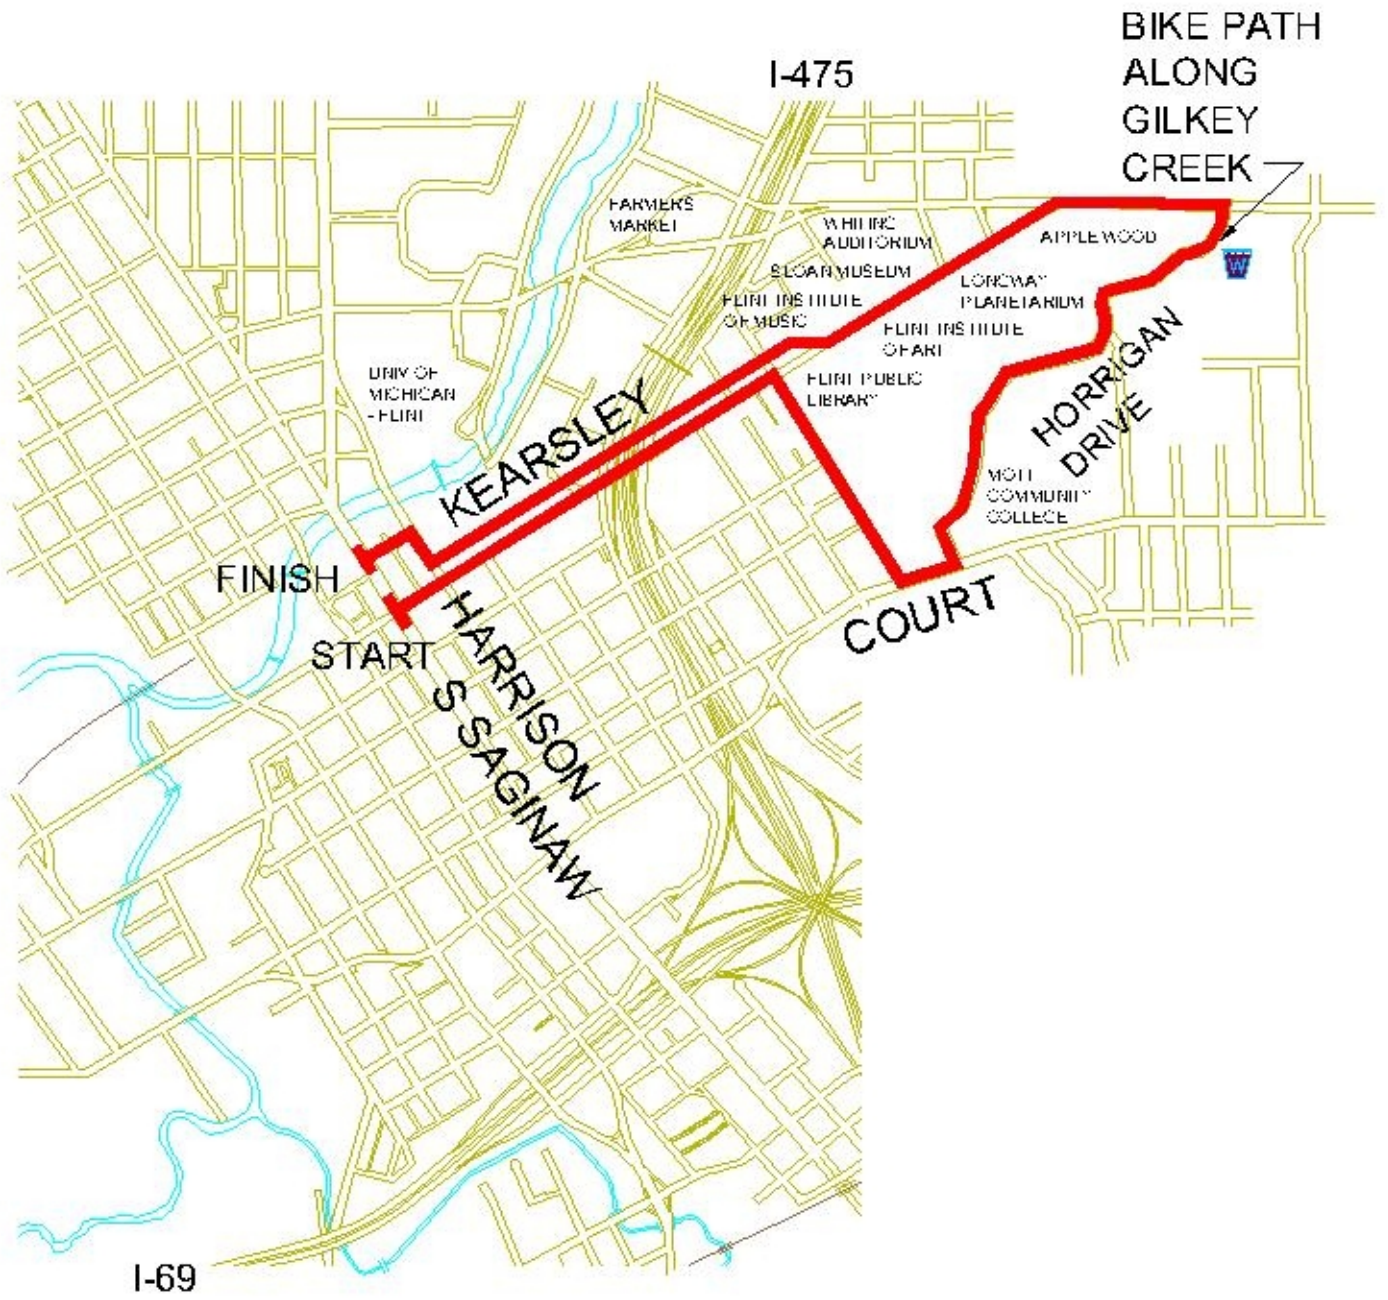 BIKE PATH
ALONG
GILKEY
CREEK
I-475
FARMERS
MARKET
WHITING
AUDITORIUM
APPLEWOOD
SLOAN MUSEUM
LONGWAY
PLANETARIUM
W
FLINT INSTITUTE
OF MUSIC
FLINT INSTITUTE
OF ART
UNIV OF
MICHICAN
- FLINT
FLINT PUBLIC
LIBRARY
HORRIGAN
DRIVE
KEARSLEY
MOTT
COMMUNITY
COLLEGE
FINISH
START
HARRISON
COURT
S SAGINAW
I-69